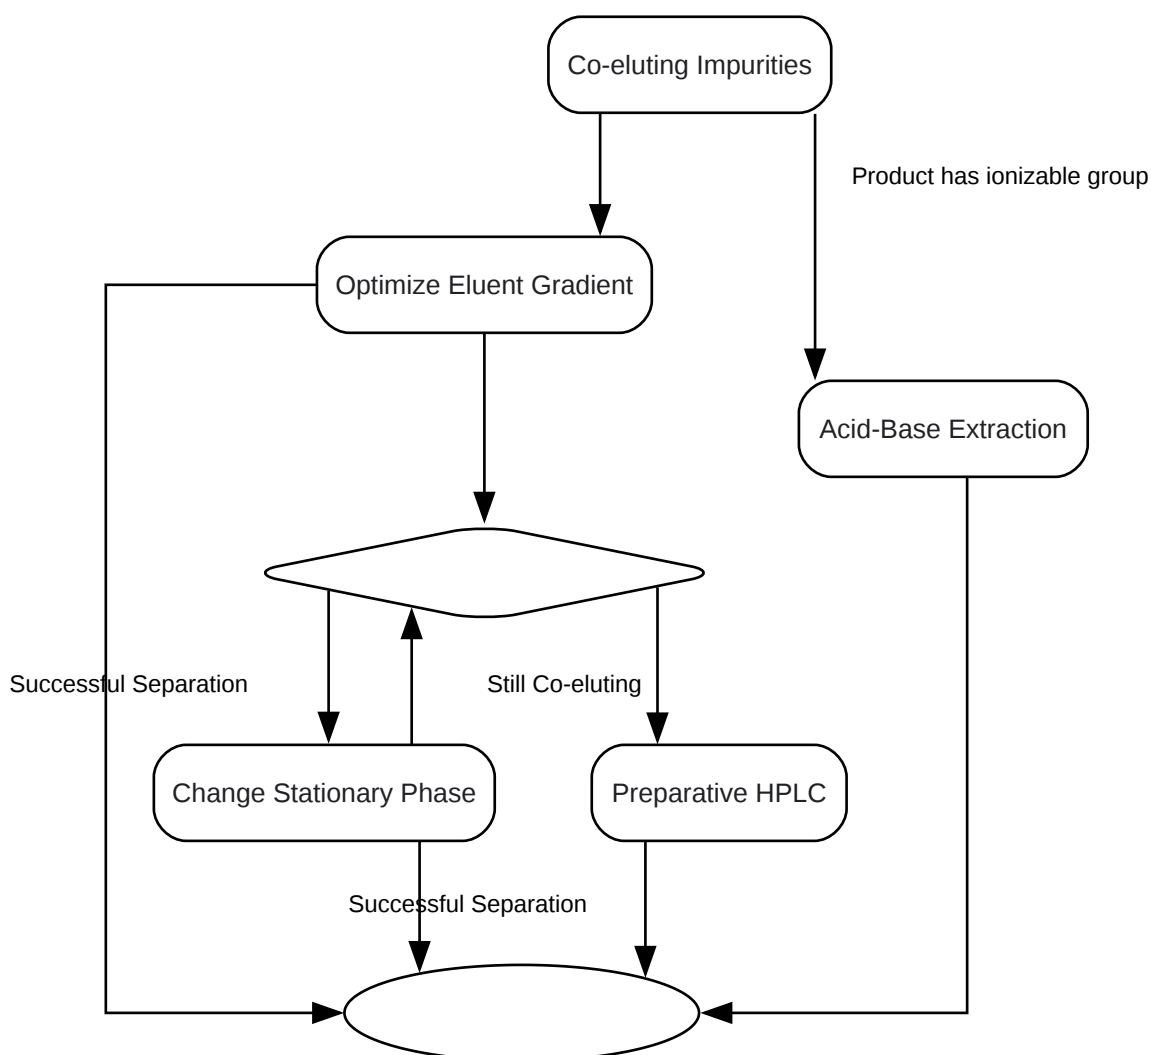 Co-eluting Impurities
Product has ionizable group
Optimize Eluent Gradient
Acid-Base Extraction
Successful Separation
Still Co-eluting
Change Stationary Phase
Preparative HPLC
Successful Separation